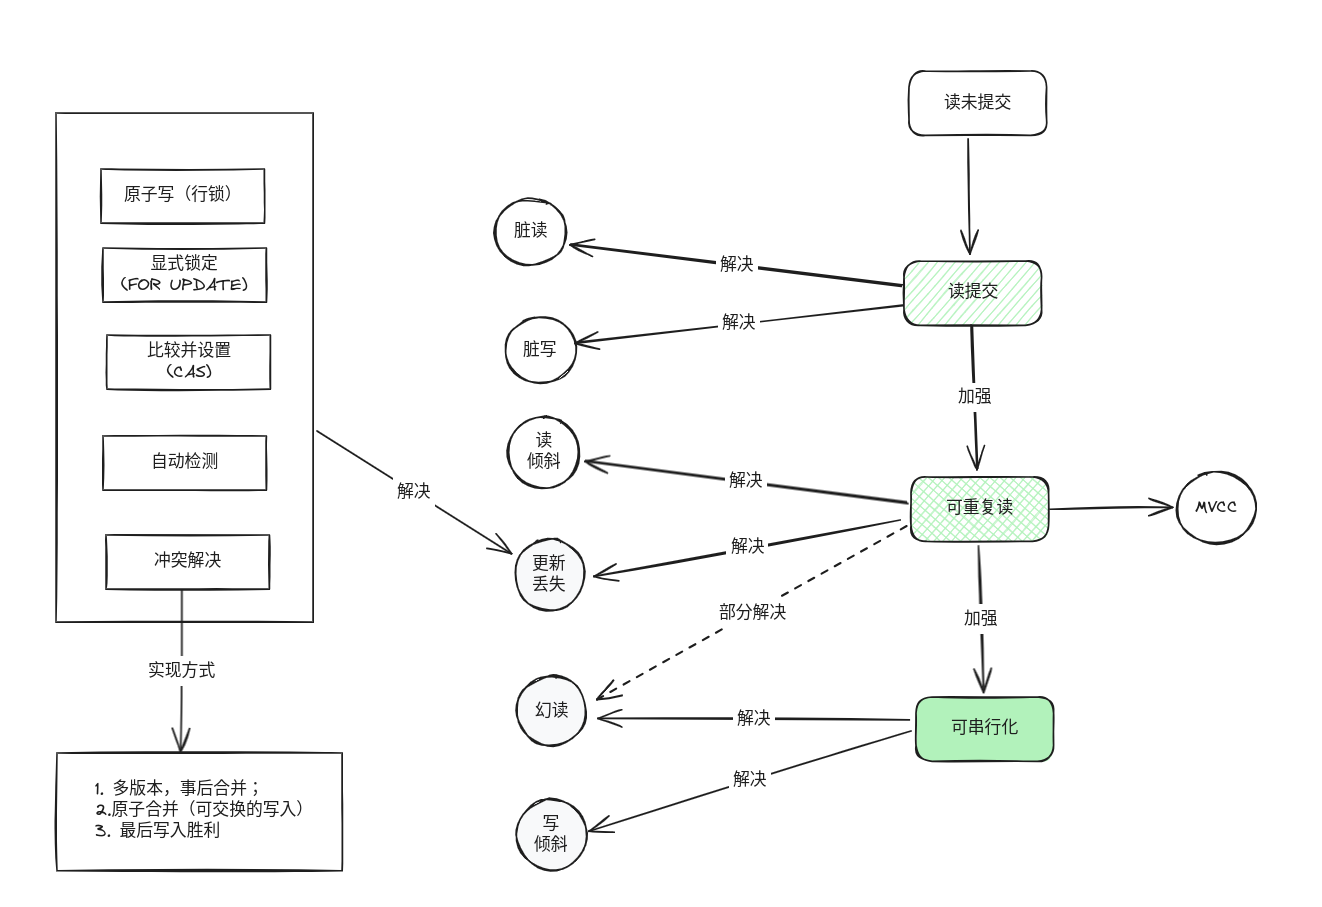 读未提交
原子写（行锁）
脏读
显式锁定
(FOR UPDATE)
解决
读提交
解决
脏写
比较并设置
(CAS)
加强
读
倾斜
自动检测
解决
解决
可重复读
MVCC
解决
冲突解决
更新
丢失
部分解决
加强
实现方式
幻读
解决
可串行化
解决
1. 多版本，事后合并；
2.原子合并（可交换的写入）
3. 最后写入胜利
写
倾斜